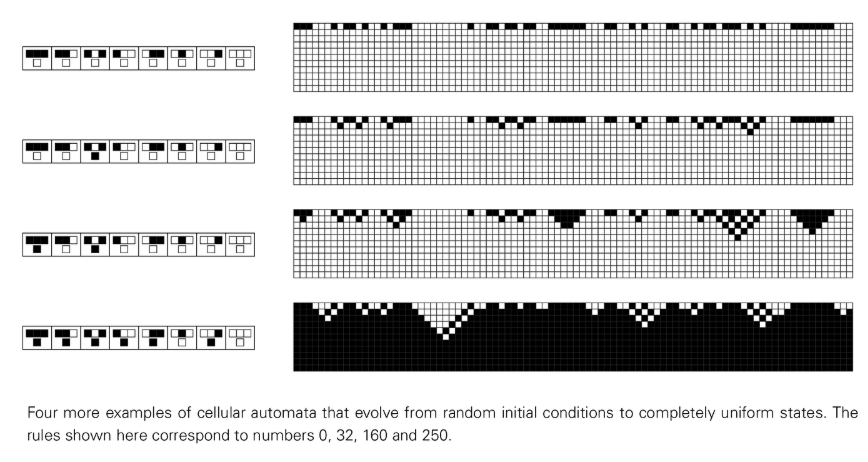 Four more examples of cellular automata that evolve from random initial conditions to completely uniform states. The
rules shown here correspond to numbers 0, 32, 160 and 250.